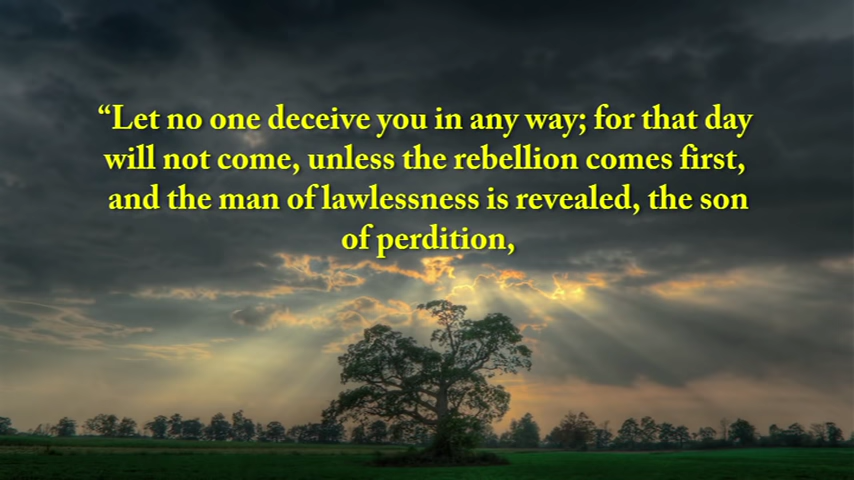 “Let no one deceive you in any way; for that day
will not come, unless the rebellion comes first,
and the man of lawlessness is revealed, the son
of perdition,